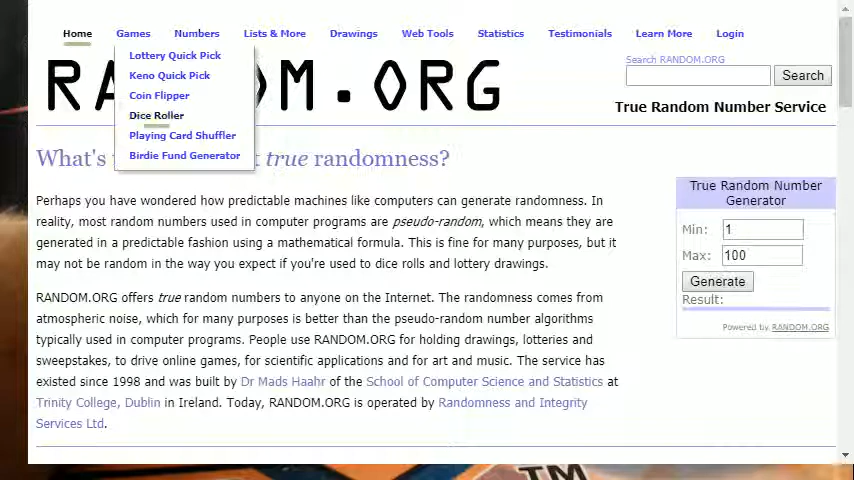 Home Games Numbers Lists & More Drawings Web Tools Statistics Testimonials Learn More Login
Lottery Quick Pick
Keno Quick Pick
Coin Flipper
Dice Roller
Playing Card Shuffler
Birdie Fund Generator
Search RANDOM.ORG
Search
True Random Number Service
What's true randomness?
Perhaps you have wondered how predictable machines like computers can generate randomness. In
reality, most random numbers used in computer programs are pseudo-random, which means they are
generated in a predictable fashion using a mathematical formula. This is fine for many purposes, but it
may not be random in the way you expect if you're used to dice rolls and lottery drawings.
RANDOM.ORG offers true random numbers to anyone on the Internet. The randomness comes from
atmospheric noise, which for many purposes is better than the pseudo-random number algorithms
typically used in computer programs. People use RANDOM.ORG for holding drawings, lotteries and
sweepstakes, to drive online games, for scientific applications and for art and music. The service has
existed since 1998 and was built by Dr Mads Haahr of the School of Computer Science and Statistics at
Trinity College, Dublin in Ireland. Today, RANDOM.ORG is operated by Randomness and Integrity
Services Ltd.
True Random Number
Generator
Min: 1
Max: 100
Generate
Result:
Powered by RANDOM.ORG
TM